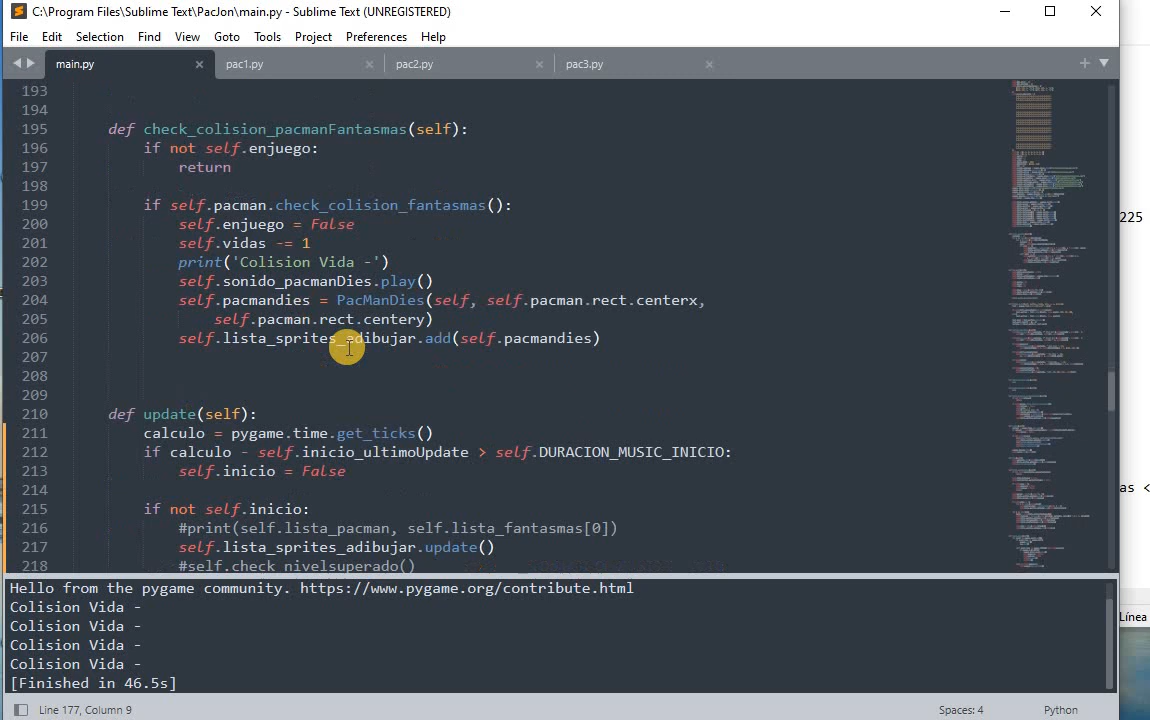 C:\Program Files\Sublime Text\PacJon\main.py - Sublime Text (UNREGISTERED)
File Edit Selection Find View Goto Tools Project Preferences Help
main.py pac1.py pac2.py pac3.py
193
194
195 def check_colision_pacmanFantasmas(self):
196 if not self.enjuego:
197 return
198
199 if self.pacman.check_colision_fantasmas():
200 self.enjuego = False
201 self.vidas -= 1
202 print('Colision Vida -')
203 self.sonido_pacmanDies.play()
204 self.pacmandies = PacManDies(self, self.pacman.rect.centerx,
205 self.pacman.rect.centery)
206 self.lista_sprites_adibujar.add(self.pacmandies)
207
208
209
210 def update(self):
211 calculo = pygame.time.get_ticks()
212 if calculo - self.inicio_ultimoUpdate > self.DURACION_MUSIC_INICIO:
213 self.inicio = False
214
215 if not self.inicio:
216 #print(self.lista_pacman, self.lista_fantasmas[0])
217 self.lista_sprites_adibujar.update()
218 #self.check_nivelsuperado()
Hello from the pygame community. https://www.pygame.org/contribute.html
Colision Vida -
Colision Vida -
Colision Vida -
Colision Vida -
[Finished in 46.5s]
Line 177, Column 9 Spaces: 4 Python
225
as <
Línea